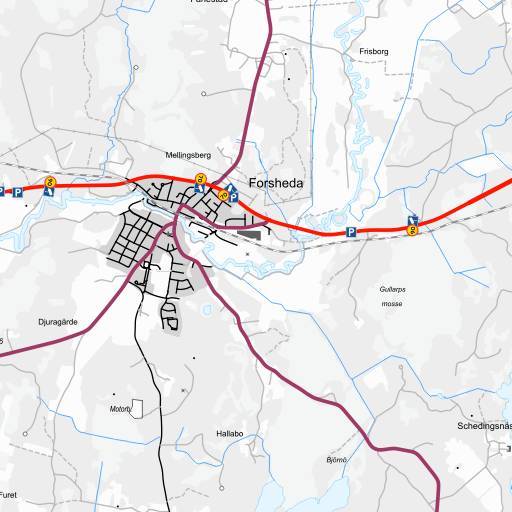 Frisborg
Mellingsberg
Forsheda
P
P
P
Gullarps
mosse
Djuragärde
Motorb.
Schedingsnäs
Hallabo
Björnö
Furet